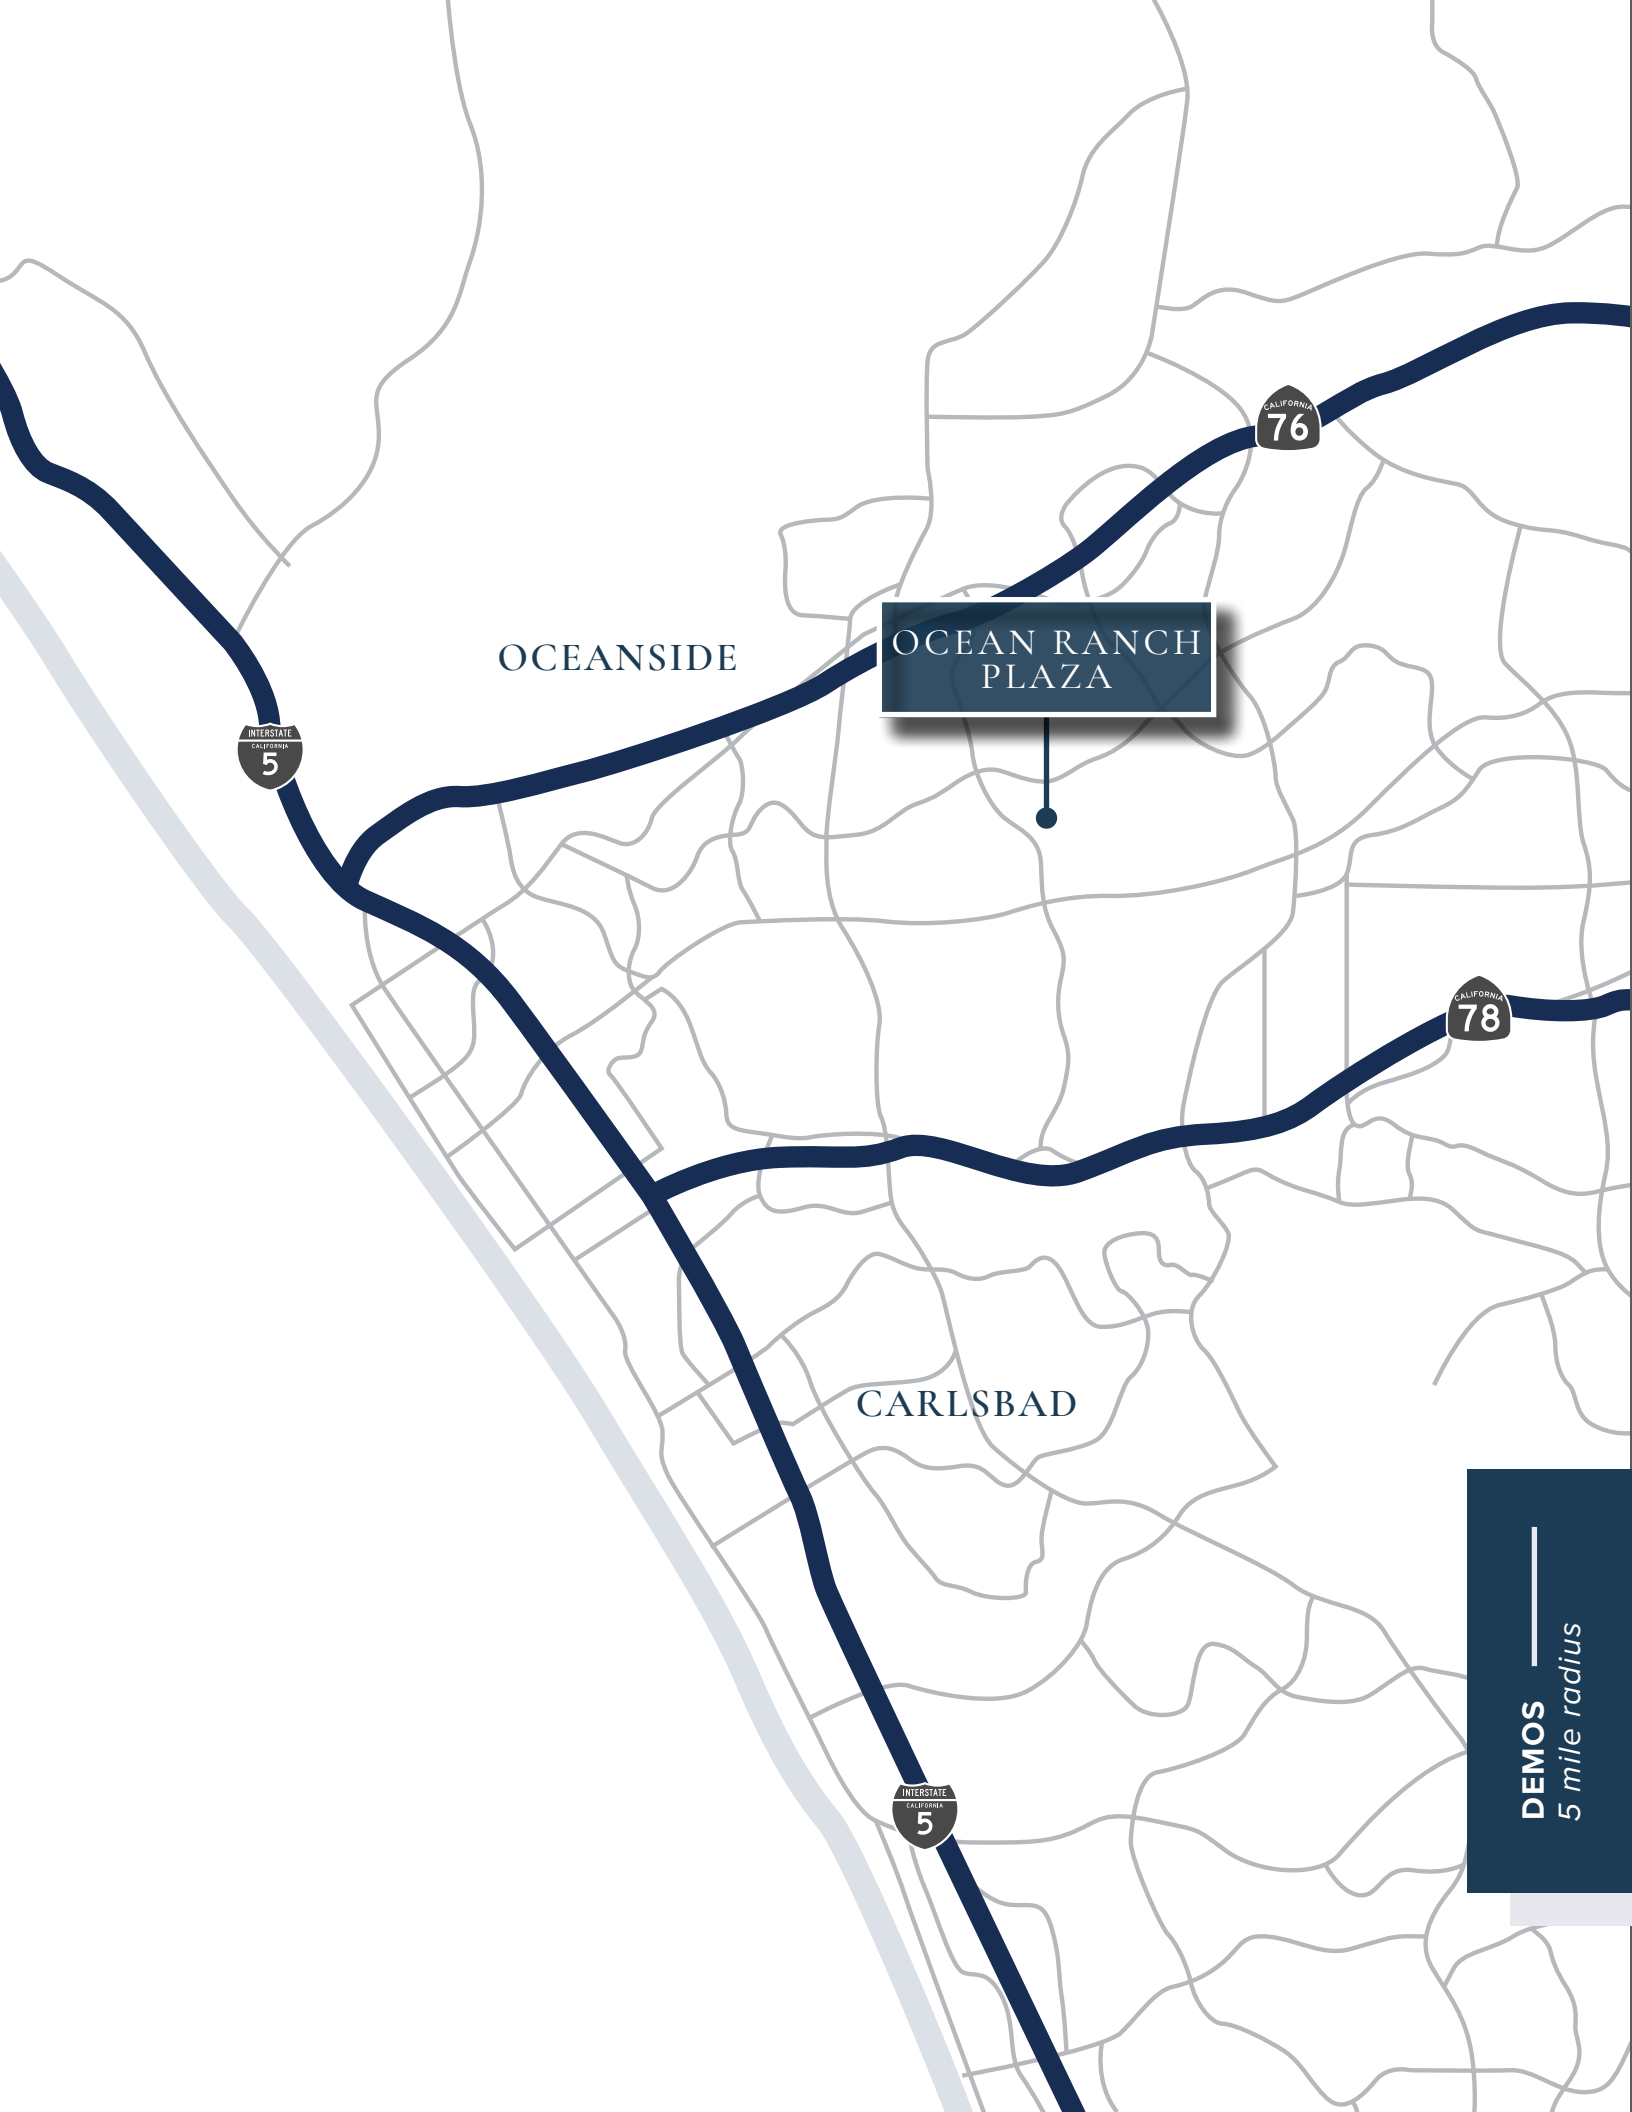 CALIFORNIA
76
OCEAN RANCH
PLAZA
OCEANSIDE
INTERSTATE
CALIFORNIA
5
CALIFORNIA
78
CARLSBAD
DEMOS
5 mile radius
INTERSTATE
CALIFORNIA
5